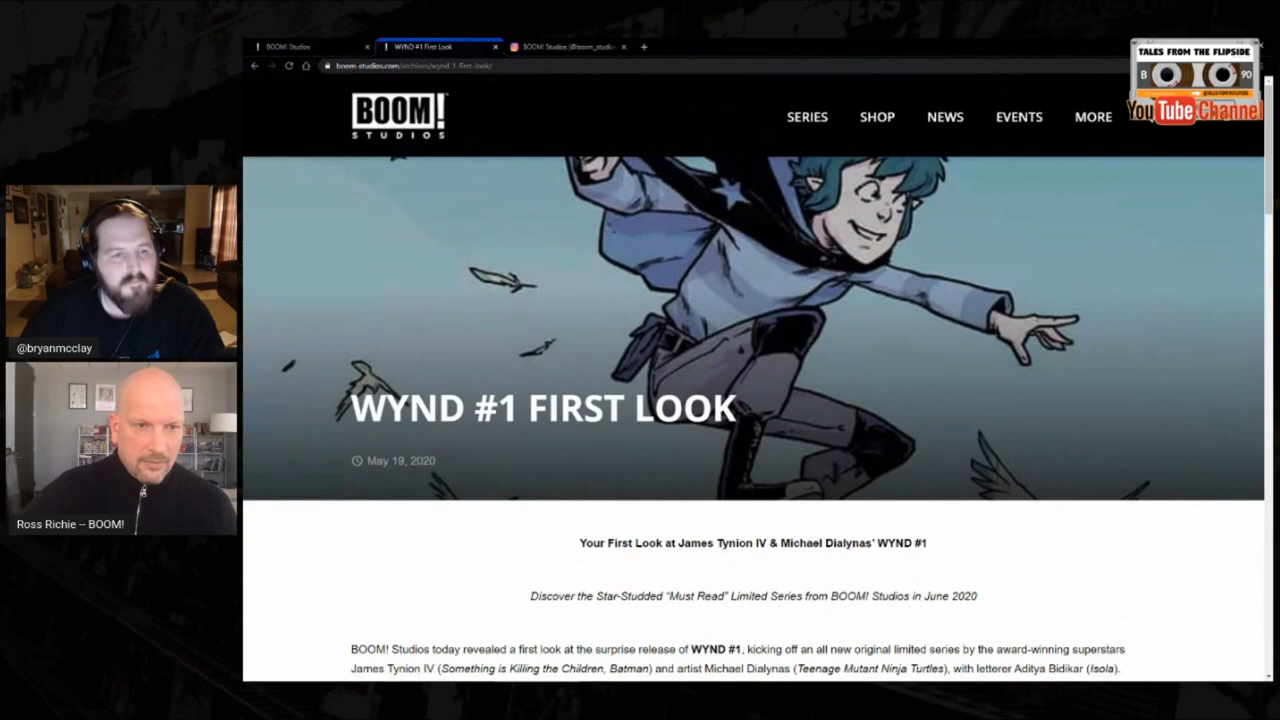 BOOM! Studios
WYND #1 First Look
BOOM! Studios (@boom_studio
boom-studios.com/archives/wynd-1-first-look/
TALES FROM THE FLIPSIDE
B
90
YouTube Channel
BOOM!
STUDIOS
SERIES
SHOP
NEWS
EVENTS
MORE
@bryanmcclay
Ross Richie -- BOOM!
WYND #1 FIRST LOOK
May 19, 2020
Your First Look at James Tynion IV & Michael Dialynas' WYND #1
Discover the Star-Studded “Must Read” Limited Series from BOOM! Studios in June 2020
BOOM! Studios today revealed a first look at the surprise release of WYND #1, kicking off an all new original limited series by the award-winning superstars
James Tynion IV (Something is Killing the Children, Batman) and artist Michael Dialynas (Teenage Mutant Ninja Turtles), with letterer Aditya Bidikar (Isola).